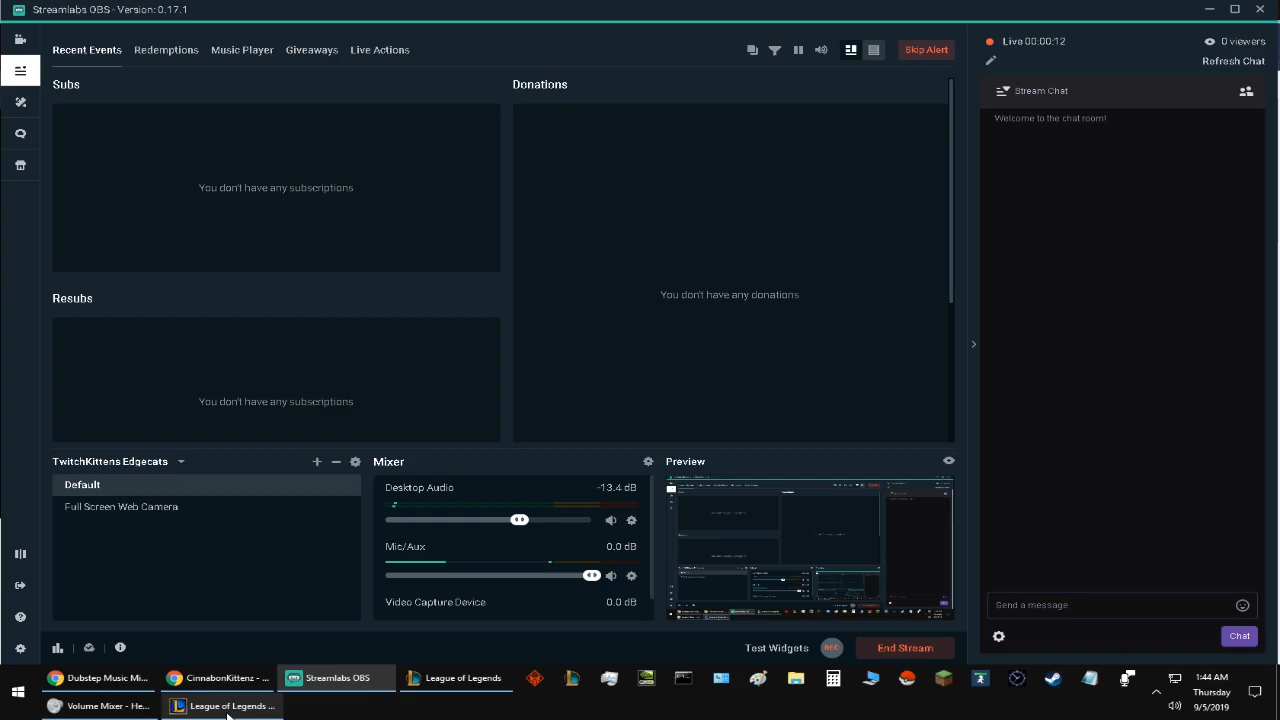 Streamlabs OBS - Version: 0.17.1
Recent Events
Redemptions
Music Player
Giveaways
Live Actions
Skip Alert
Live 00:00:12
0 viewers
Refresh Chat
Subs
You don't have any subscriptions
Donations
You don't have any donations
Resubs
You don't have any subscriptions
Stream Chat
Welcome to the chat room!
TwitchKittens Edgecats
Default
Full Screen Web Camera
Mixer
Desktop Audio -13.4 dB
Mic/Aux 0.0 dB
Video Capture Device 0.0 dB
Preview
Send a message
Chat
Test Widgets
REC
End Stream
Dubstep Music Mi...
CinnabonKittenz - ...
Streamlabs OBS
League of Legends
Volume Mixer - He...
League of Legends ...
1:44 AM
Thursday
9/5/2019